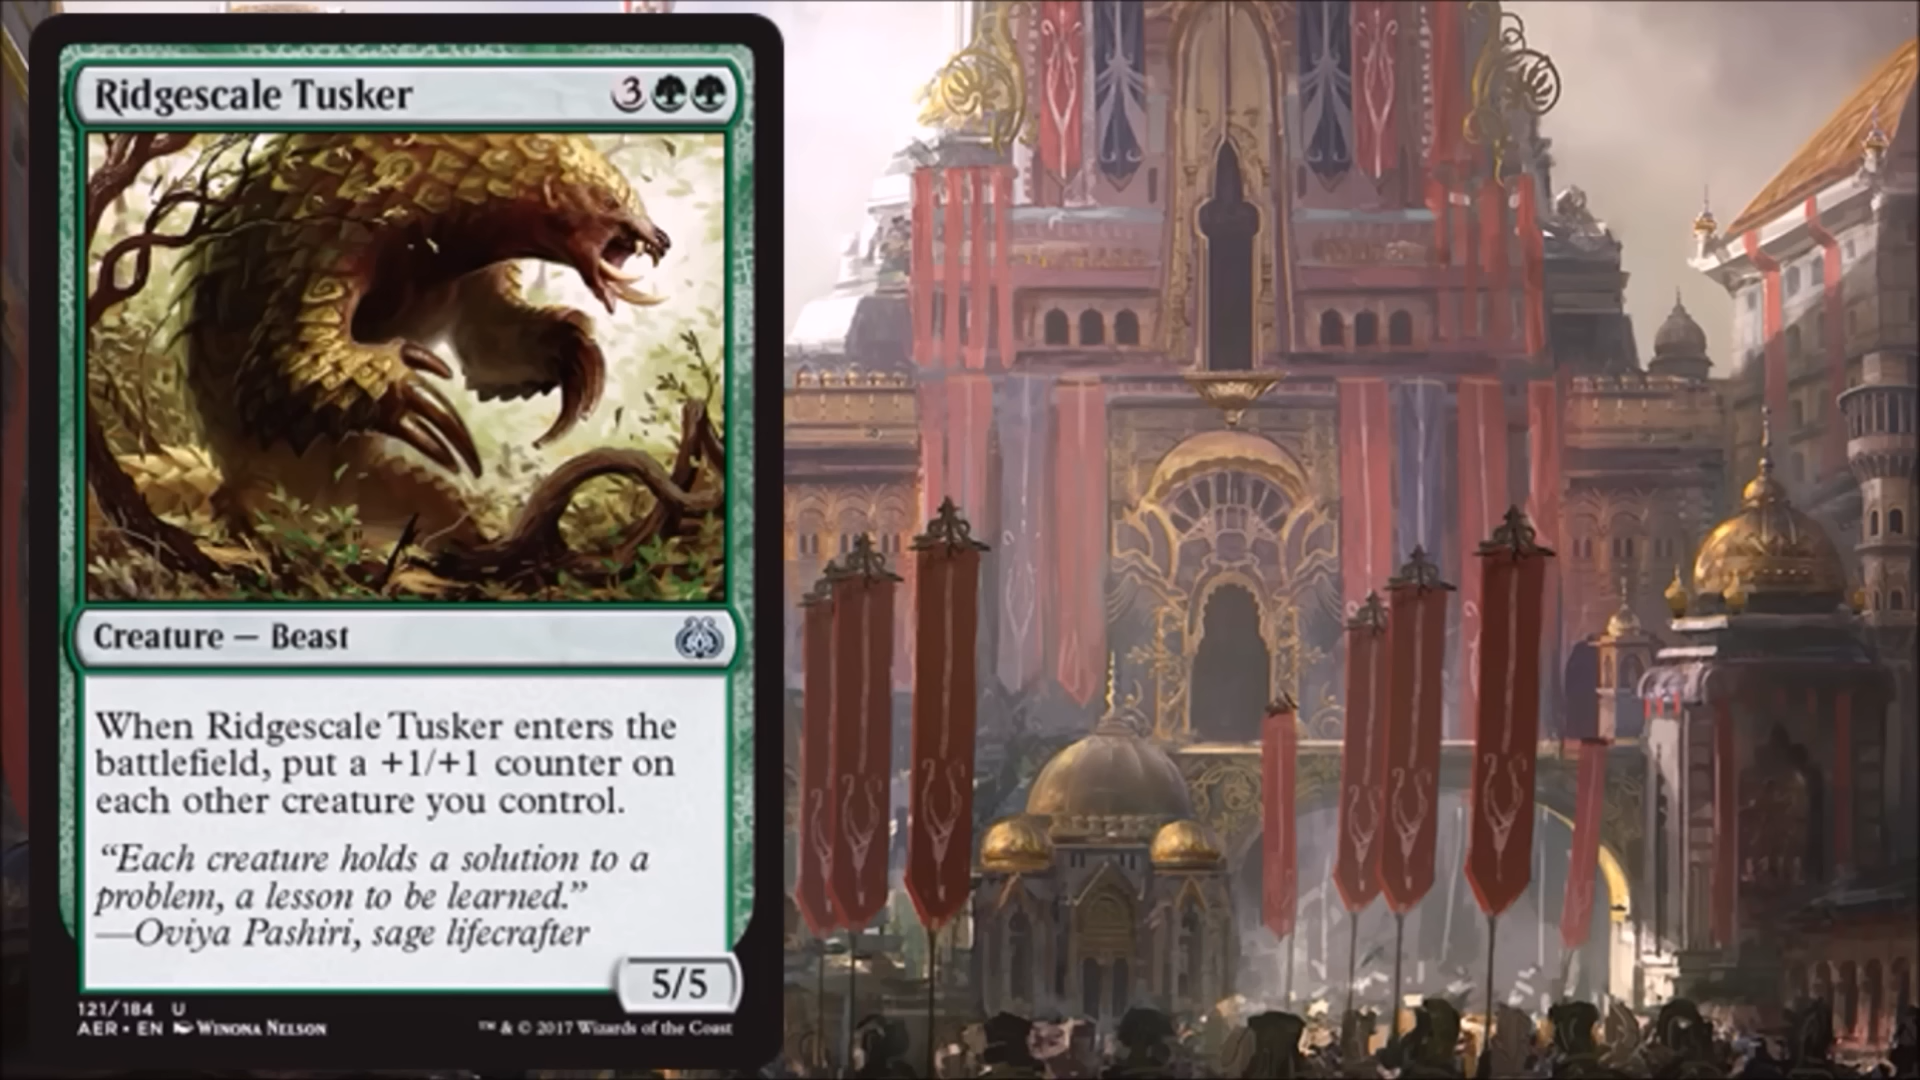 Ridgescale Tusker 3
Creature — Beast
When Ridgescale Tusker enters the
battlefield, put a +1/+1 counter on
each other creature you control.
“Each creature holds a solution to a
problem, a lesson to be learned.”
—Oviya Pashiri, sage lifecrafter
5/5
121/184 U
AER • EN Winona Nelson
™ & © 2017 Wizards of the Coast